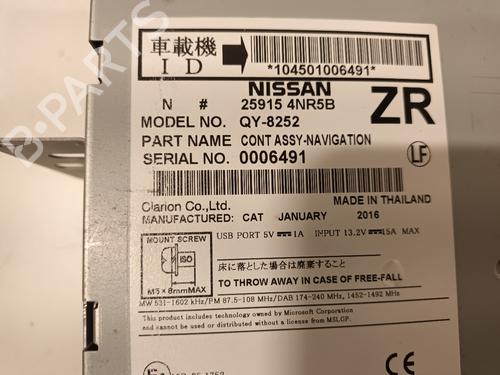 車載機
I D
*104501006491*
NISSAN
N # 25915 4NR5B
ZR
MODEL NO. QY-8252
PART NAME CONT ASSY-NAVIGATION
SERIAL NO. 0006491
LF
Clarion Co.,Ltd. MADE IN THAILAND
MANUFACTURED: CAT JANUARY 2016
USB PORT 5V 1A INPUT 13.2V 15A MAX
MOUNT SCREW
ISO
M5×8mmMAX
床に落とした場合は廃棄すること
TO THROW AWAY IN CASE OF FREE-FALL
MW 531-1602 kHz/FM 87.5-108 MHz/DAB 174-240 MHz, 1452-1492 MHz
This product includes technology owned by Microsoft Corporation
and cannot be used or distributed without a license from MSLGP.
CE
B-PARTS